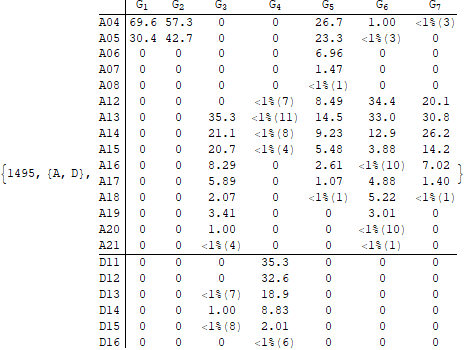 G1 G2 G3 G4 G5 G6 G7
A04 69.6 57.3 0 0 26.7 1.00 <1%(3)
A05 30.4 42.7 0 0 23.3 <1%(3) 0
A06 0 0 0 0 6.96 0 0
A07 0 0 0 0 1.47 0 0
A08 0 0 0 0 <1%(1) 0 0
A12 0 0 0 <1%(7) 8.49 34.4 20.1
A13 0 0 35.3 <1%(11) 14.5 33.0 30.8
A14 0 0 21.1 <1%(8) 9.23 12.9 26.2
A15 0 0 20.7 <1%(4) 5.48 3.88 14.2
{1495, {A, D}, A16 0 0 8.29 0 2.61 <1%(10) 7.02 }
A17 0 0 5.89 0 1.07 4.88 1.40
A18 0 0 2.07 0 <1%(1) 5.22 <1%(1)
A19 0 0 3.41 0 0 3.01 0
A20 0 0 1.00 0 0 <1%(10) 0
A21 0 0 <1%(4) 0 0 <1%(1) 0
D11 0 0 0 35.3 0 0 0
D12 0 0 0 32.6 0 0 0
D13 0 0 <1%(7) 18.9 0 0 0
D14 0 0 1.00 8.83 0 0 0
D15 0 0 <1%(8) 2.01 0 0 0
D16 0 0 0 <1%(6) 0 0 0